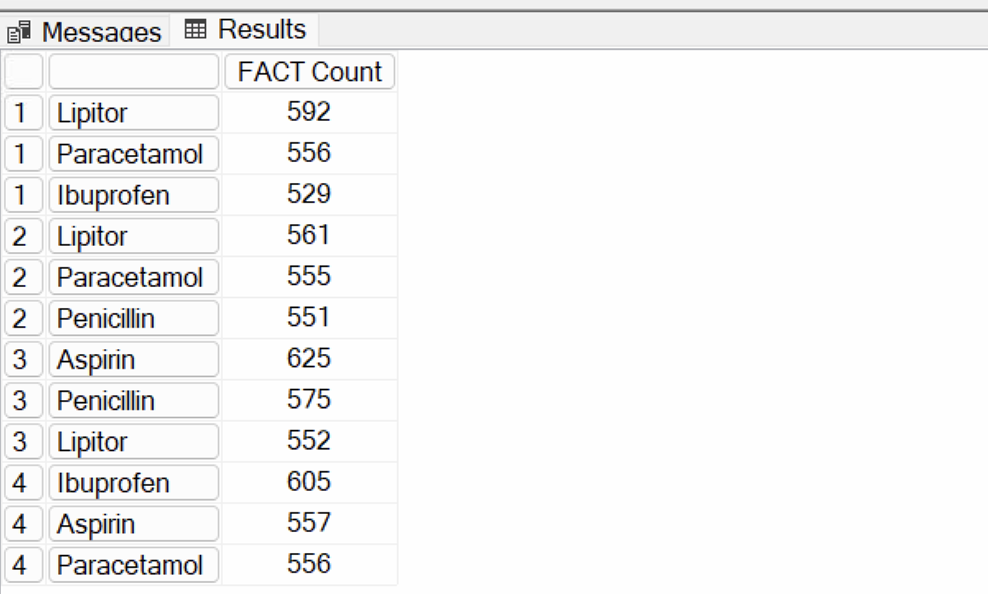 Messages Results
FACT Count
1 Lipitor 592
1 Paracetamol 556
1 Ibuprofen 529
2 Lipitor 561
2 Paracetamol 555
2 Penicillin 551
3 Aspirin 625
3 Penicillin 575
3 Lipitor 552
4 Ibuprofen 605
4 Aspirin 557
4 Paracetamol 556